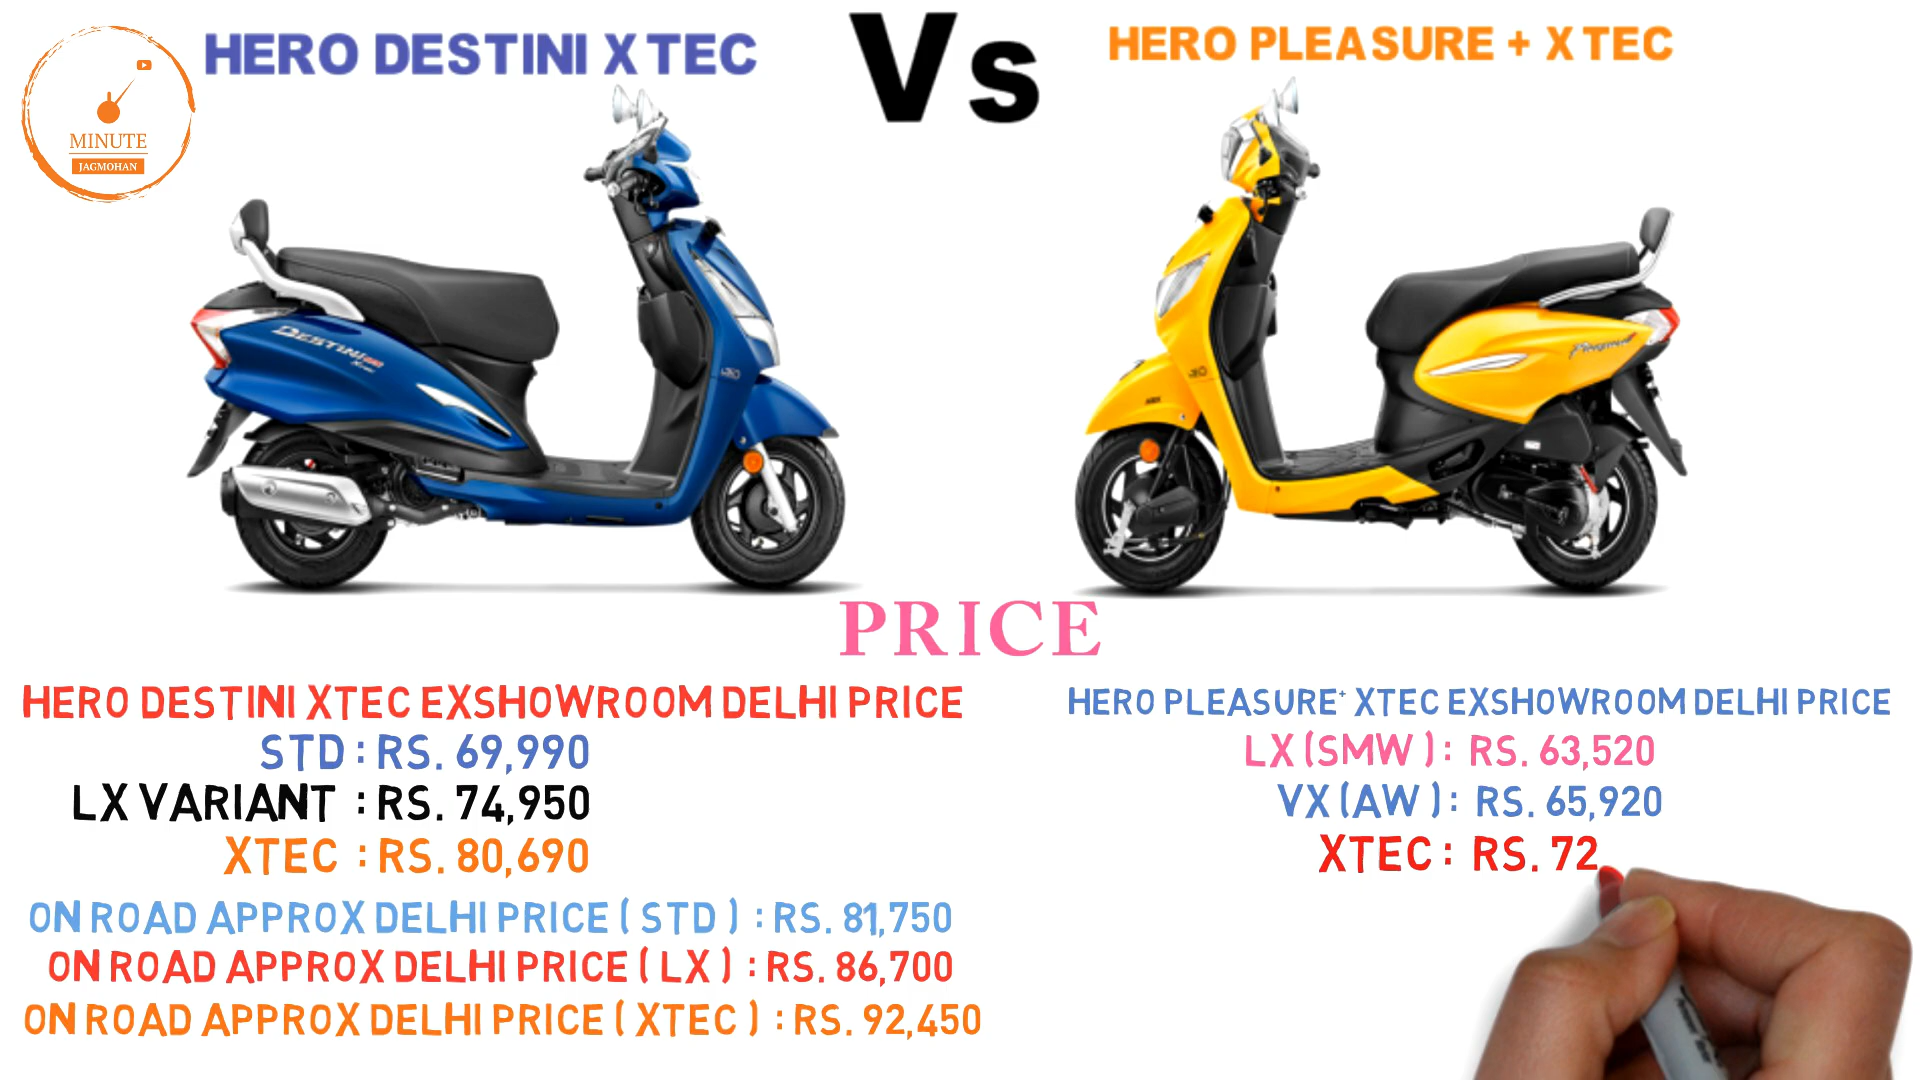 HERO DESTINI XTEC
Vs
HERO PLEASURE + XTEC
MINUTE
JAGMOHAN
DESTINI
Pleasure+
PRICE
HERO DESTINI XTEC EXSHOWROOM DELHI PRICE
STD : RS. 69,990
LX VARIANT : RS. 74,950
XTEC : RS. 80,690
ON ROAD APPROX DELHI PRICE ( STD ) : RS. 81,750
ON ROAD APPROX DELHI PRICE ( LX ) : RS. 86,700
ON ROAD APPROX DELHI PRICE ( XTEC ) : RS. 92,450
HERO PLEASURE+ XTEC EXSHOWROOM DELHI PRICE
LX (SMW ) : RS. 63,520
VX (AW ) : RS. 65,920
XTEC : RS. 72